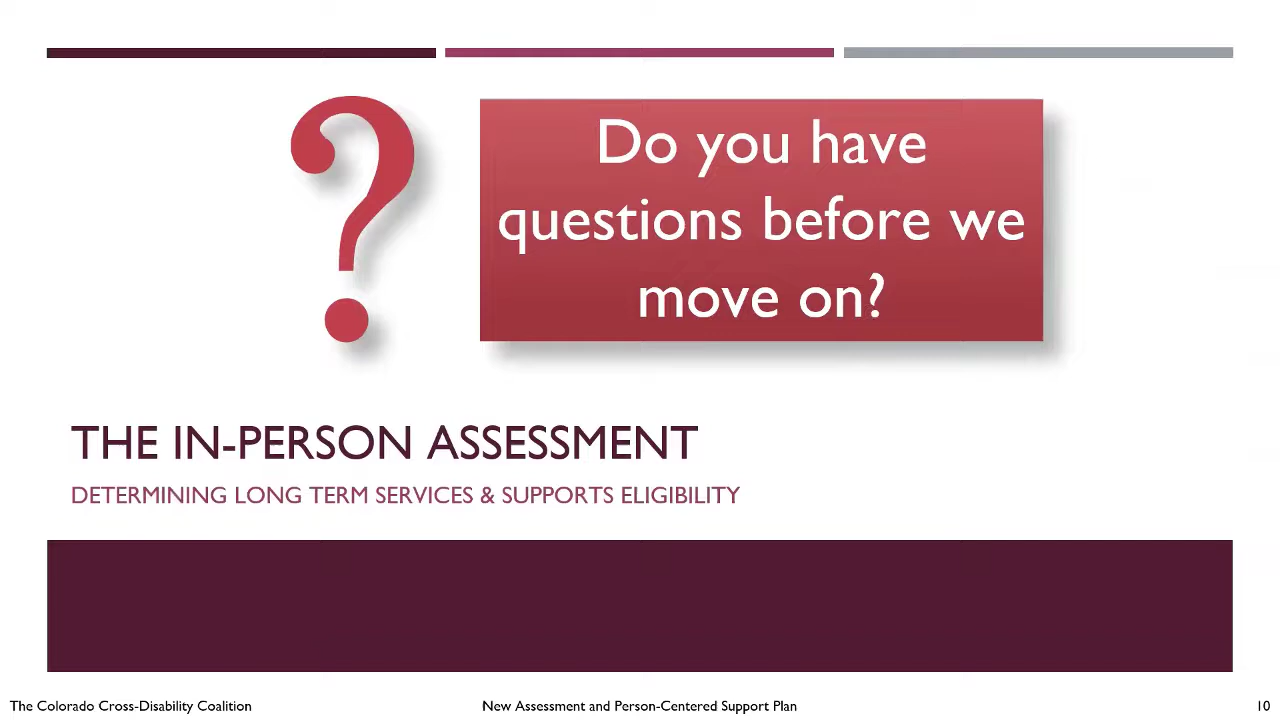 ?
Do you have
questions before we
move on?
THE IN-PERSON ASSESSMENT
DETERMINING LONG TERM SERVICES & SUPPORTS ELIGIBILITY
The Colorado Cross-Disability Coalition
New Assessment and Person-Centered Support Plan
10